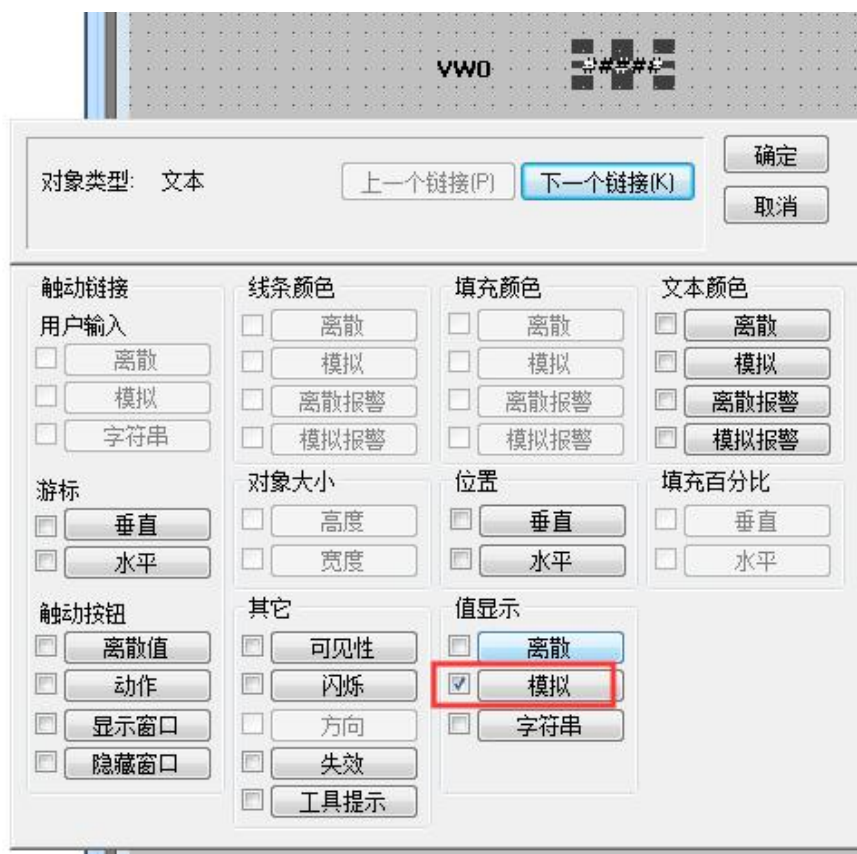 VW0 #####
对象类型: 文本
上一个链接(P)
下一个链接(K)
确定
取消
触动链接
用户输入
离散
模拟
字符串
线条颜色
离散
模拟
离散报警
模拟报警
填充颜色
离散
模拟
离散报警
模拟报警
文本颜色
离散
模拟
离散报警
模拟报警
游标
垂直
水平
对象大小
高度
宽度
位置
垂直
水平
填充百分比
垂直
水平
触动按钮
离散值
动作
显示窗口
隐藏窗口
其它
可见性
闪烁
方向
失效
工具提示
值显示
离散
模拟
字符串